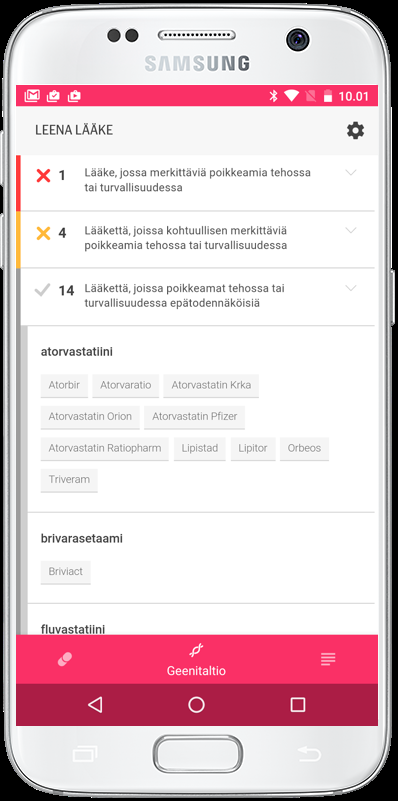 SAMSUNG
10.01
LEENA LÄÄKE
1 Lääke, jossa merkittäviä poikkeamia tehossa
tai turvallisuudessa
4 Lääkettä, joissa kohtuullisen merkittäviä
poikkeamia tehossa tai turvallisuudessa
14 Lääkettä, joissa poikkeamat tehossa tai
turvallisuudessa epätodennäköisiä
atorvastatiini
Atorbir Atorvaratio Atorvastatin Krka
Atorvastatin Orion Atorvastatin Pfizer
Atorvastatin Ratiopharm Lipistad Lipitor Orbeos
Triveram
brivarasetaami
Briviact
fluvastatiini
Geenitaltio